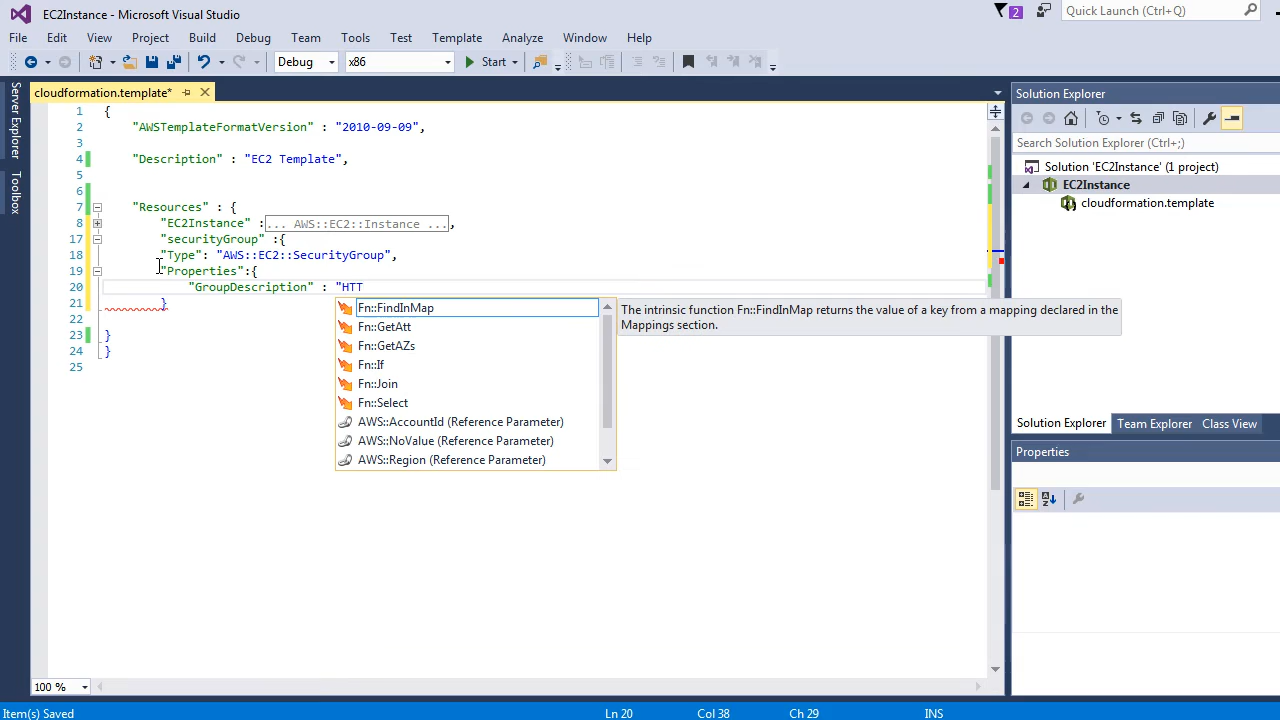 EC2Instance - Microsoft Visual Studio
2
Quick Launch (Ctrl+Q)
File Edit View Project Build Debug Team Tools Test Template Analyze Window Help
Debug x86 Start
Server Explorer
Toolbox
cloudformation.template*
1 {
2 "AWSTemplateFormatVersion" : "2010-09-09",
3
4 "Description" : "EC2 Template",
5
6
7 "Resources" : {
8 "EC2Instance" :... AWS::EC2::Instance ...,
17 "securityGroup" :{
18 "Type": "AWS::EC2::SecurityGroup",
19 "Properties":{
20 "GroupDescription" : "HTT
21 }
22
23 }
24 }
25
Fn::FindInMap
Fn::GetAtt
Fn::GetAZs
Fn::If
Fn::Join
Fn::Select
AWS::AccountId (Reference Parameter)
AWS::NoValue (Reference Parameter)
AWS::Region (Reference Parameter)
The intrinsic function Fn::FindInMap returns the value of a key from a mapping declared in the
Mappings section.
100 %
Solution Explorer
Search Solution Explorer (Ctrl+;)
Solution 'EC2Instance' (1 project)
EC2Instance
cloudformation.template
Solution Explorer Team Explorer Class View
Properties
Item(s) Saved Ln 20 Col 38 Ch 29 INS